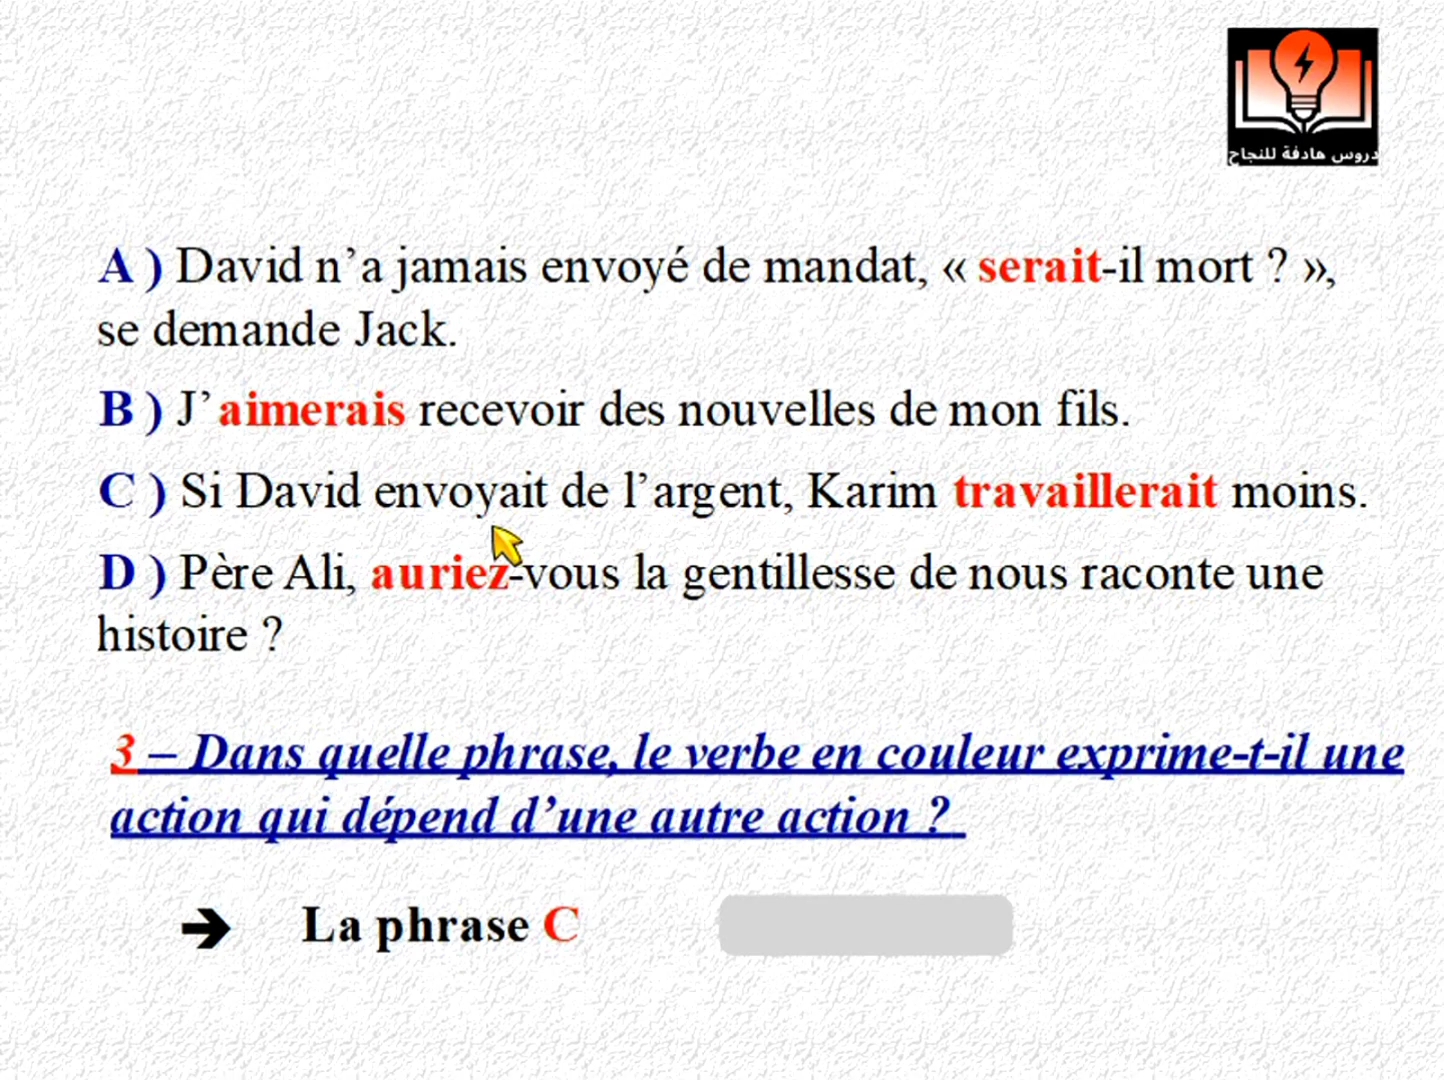 دروس هادفة للنجاح
A ) David n’a jamais envoyé de mandat, « serait-il mort ? »,
se demande Jack.
B ) J’aimerais recevoir des nouvelles de mon fils.
C ) Si David envoyait de l’argent, Karim travaillerait moins.
D ) Père Ali, auriez-vous la gentillesse de nous raconte une
histoire ?
3 – Dans quelle phrase, le verbe en couleur exprime-t-il une
action qui dépend d’une autre action ?
➔ La phrase C